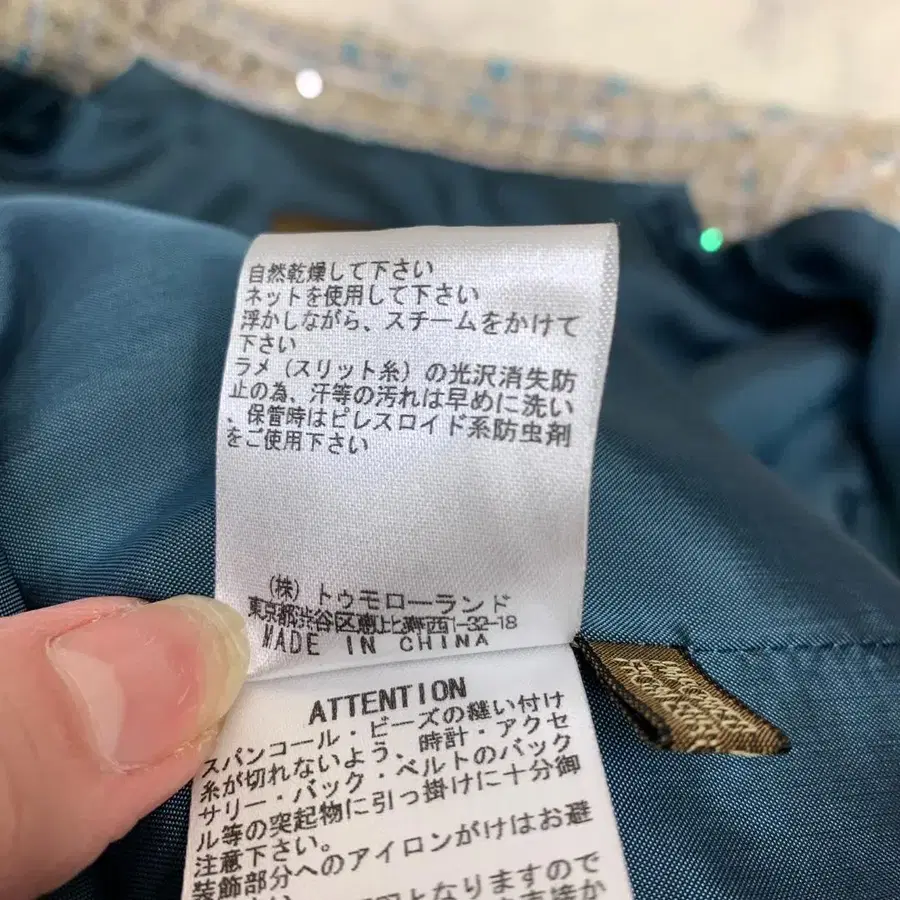 自然乾燥して下さい
ネットを使用して下さい
浮かしながら、スチームをかけて
下さい
ラメ（スリット糸）の光沢消失防
止の為、汗等の汚れは早めに洗い
、保管時はピレスロイド系防虫剤
をご使用下さい
（株）トゥモローランド
東京都渋谷区恵比寿西1-32-18
MADE IN CHINA
ATTENTION
スパンコール・ビーズの縫い付け
糸が切れないよう、時計・アクセ
サリー・バック・ベルトのバック
ル等の突起物に引っ掛けに十分御
注意下さい。
装飾部分へのアイロンがけはお避
となりますので